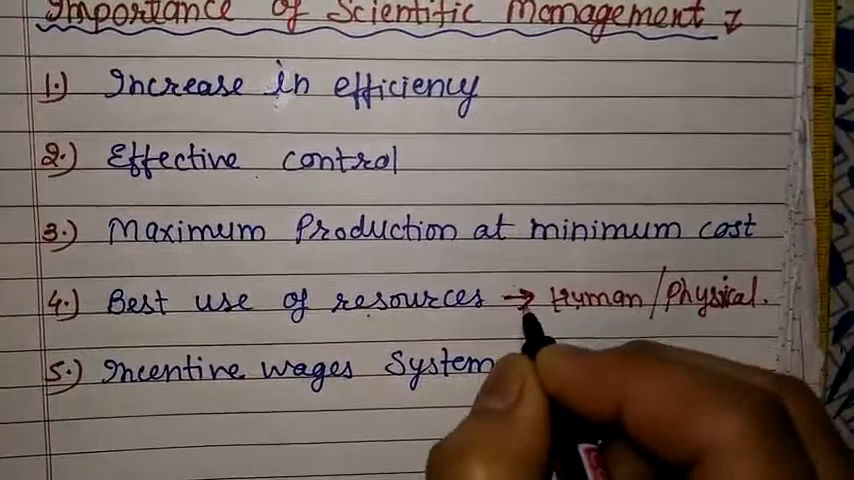 Importance of Scientific Management :
1.) Increase in efficiency
2.) Effective control
3.) Maximum Production at minimum cost
4.) Best use of resources → Human/Physical.
5.) Incentive wages System